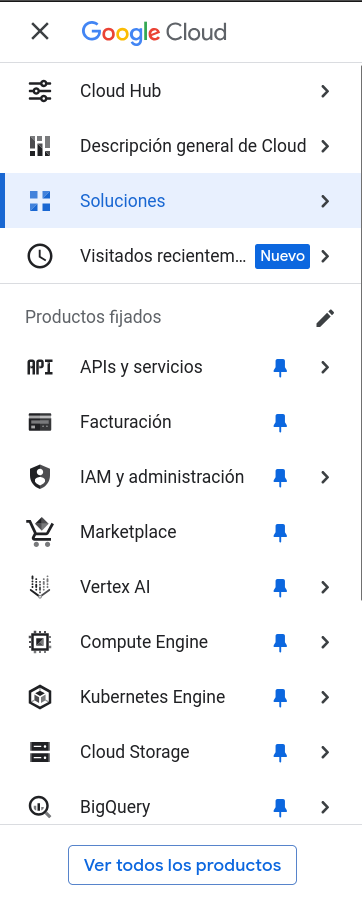 Google Cloud
Cloud Hub
Descripción general de Cloud
Soluciones
Visitados recientem... Nuevo
Productos fijados
API APIs y servicios
Facturación
IAM y administración
Marketplace
Vertex AI
Compute Engine
Kubernetes Engine
Cloud Storage
BigQuery
Ver todos los productos